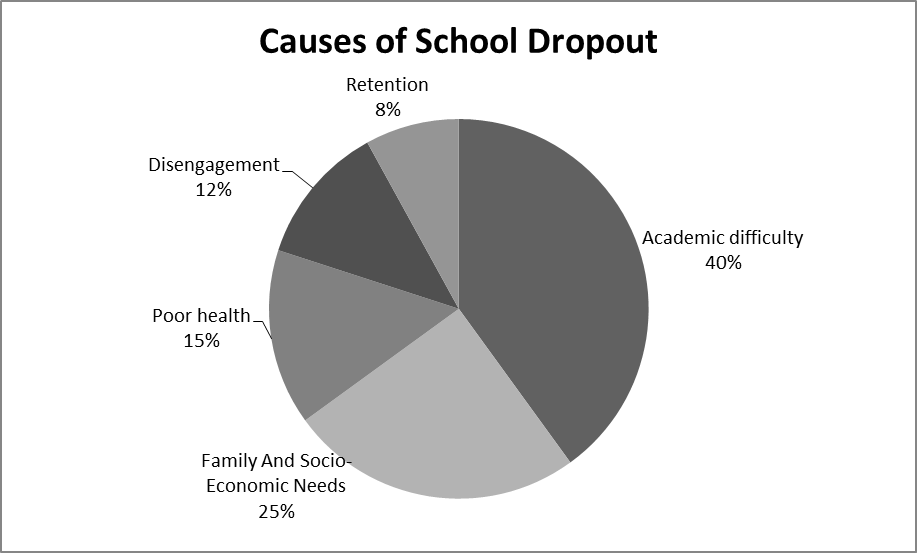 Causes of School Dropout
Retention
8%
Disengagement
12%
Academic difficulty
40%
Poor health
15%
Family And Socio-
Economic Needs
25%